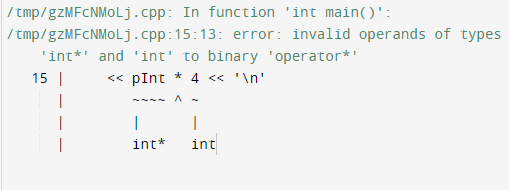 /tmp/gzMFcNMoLj.cpp: In function 'int main()':
/tmp/gzMFcNMoLj.cpp:15:13: error: invalid operands of types
    'int*' and 'int' to binary 'operator*'
   15 |     << pInt * 4 << '\n'
      |        ~~~~ ^ ~
      |        |      |
      |        int*   int